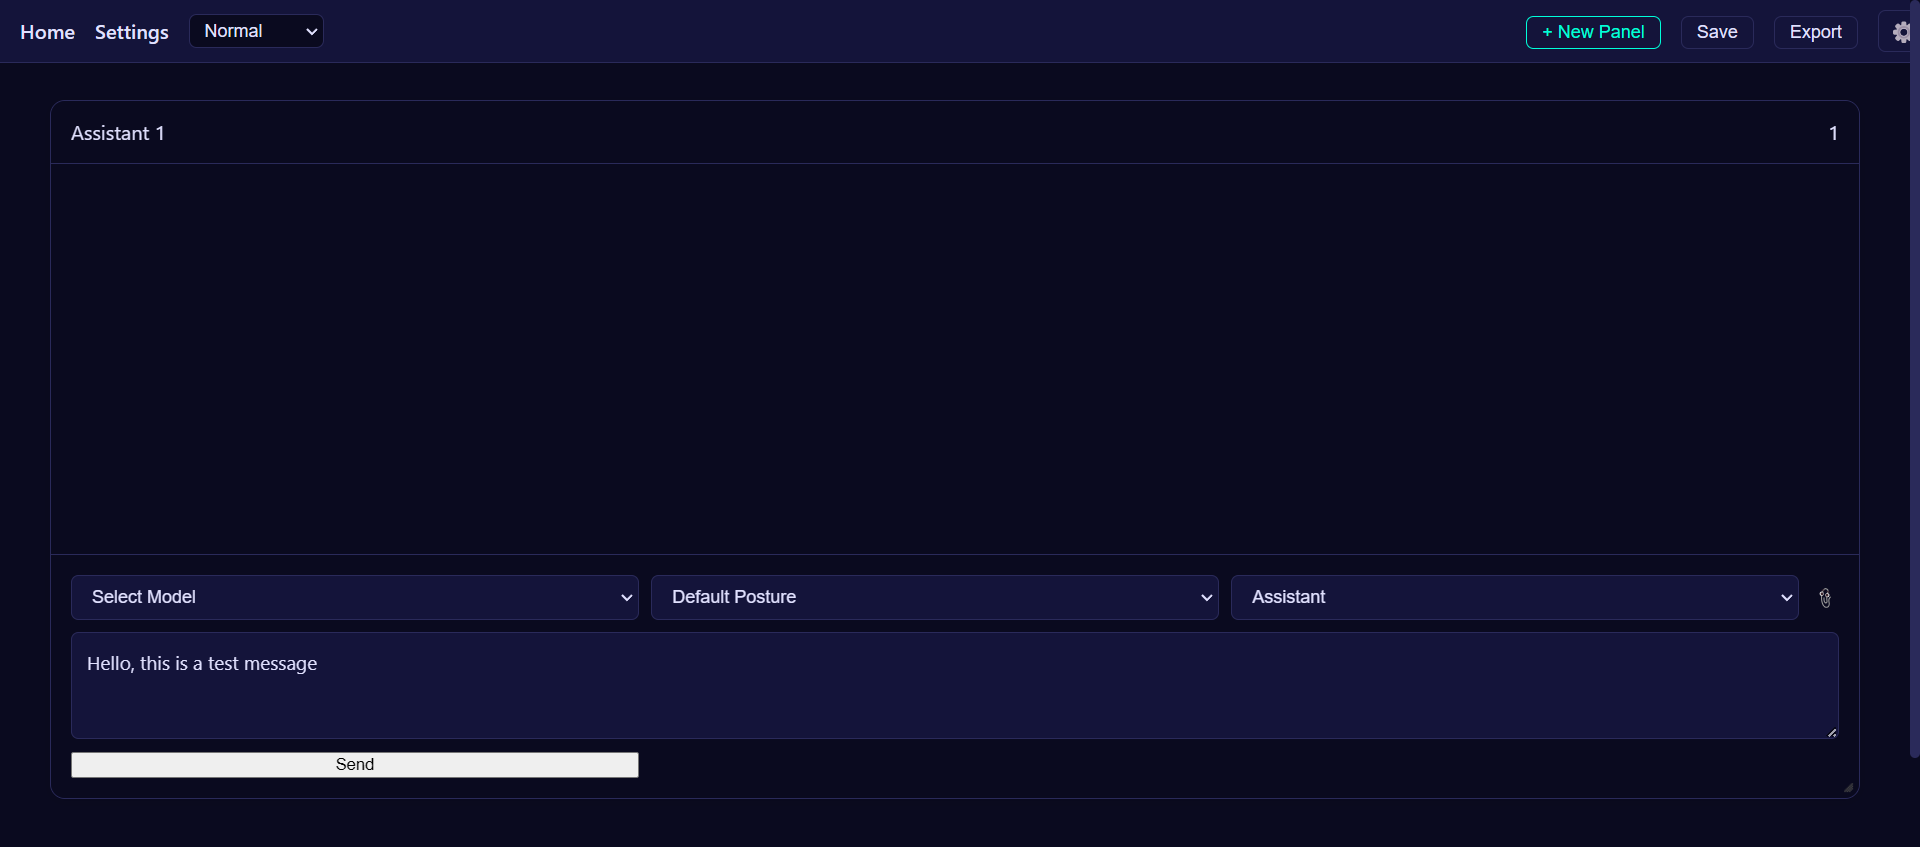 Home Settings Normal + New Panel Save Export
Assistant 1 1
Select Model Default Posture Assistant
Hello, this is a test message
Send